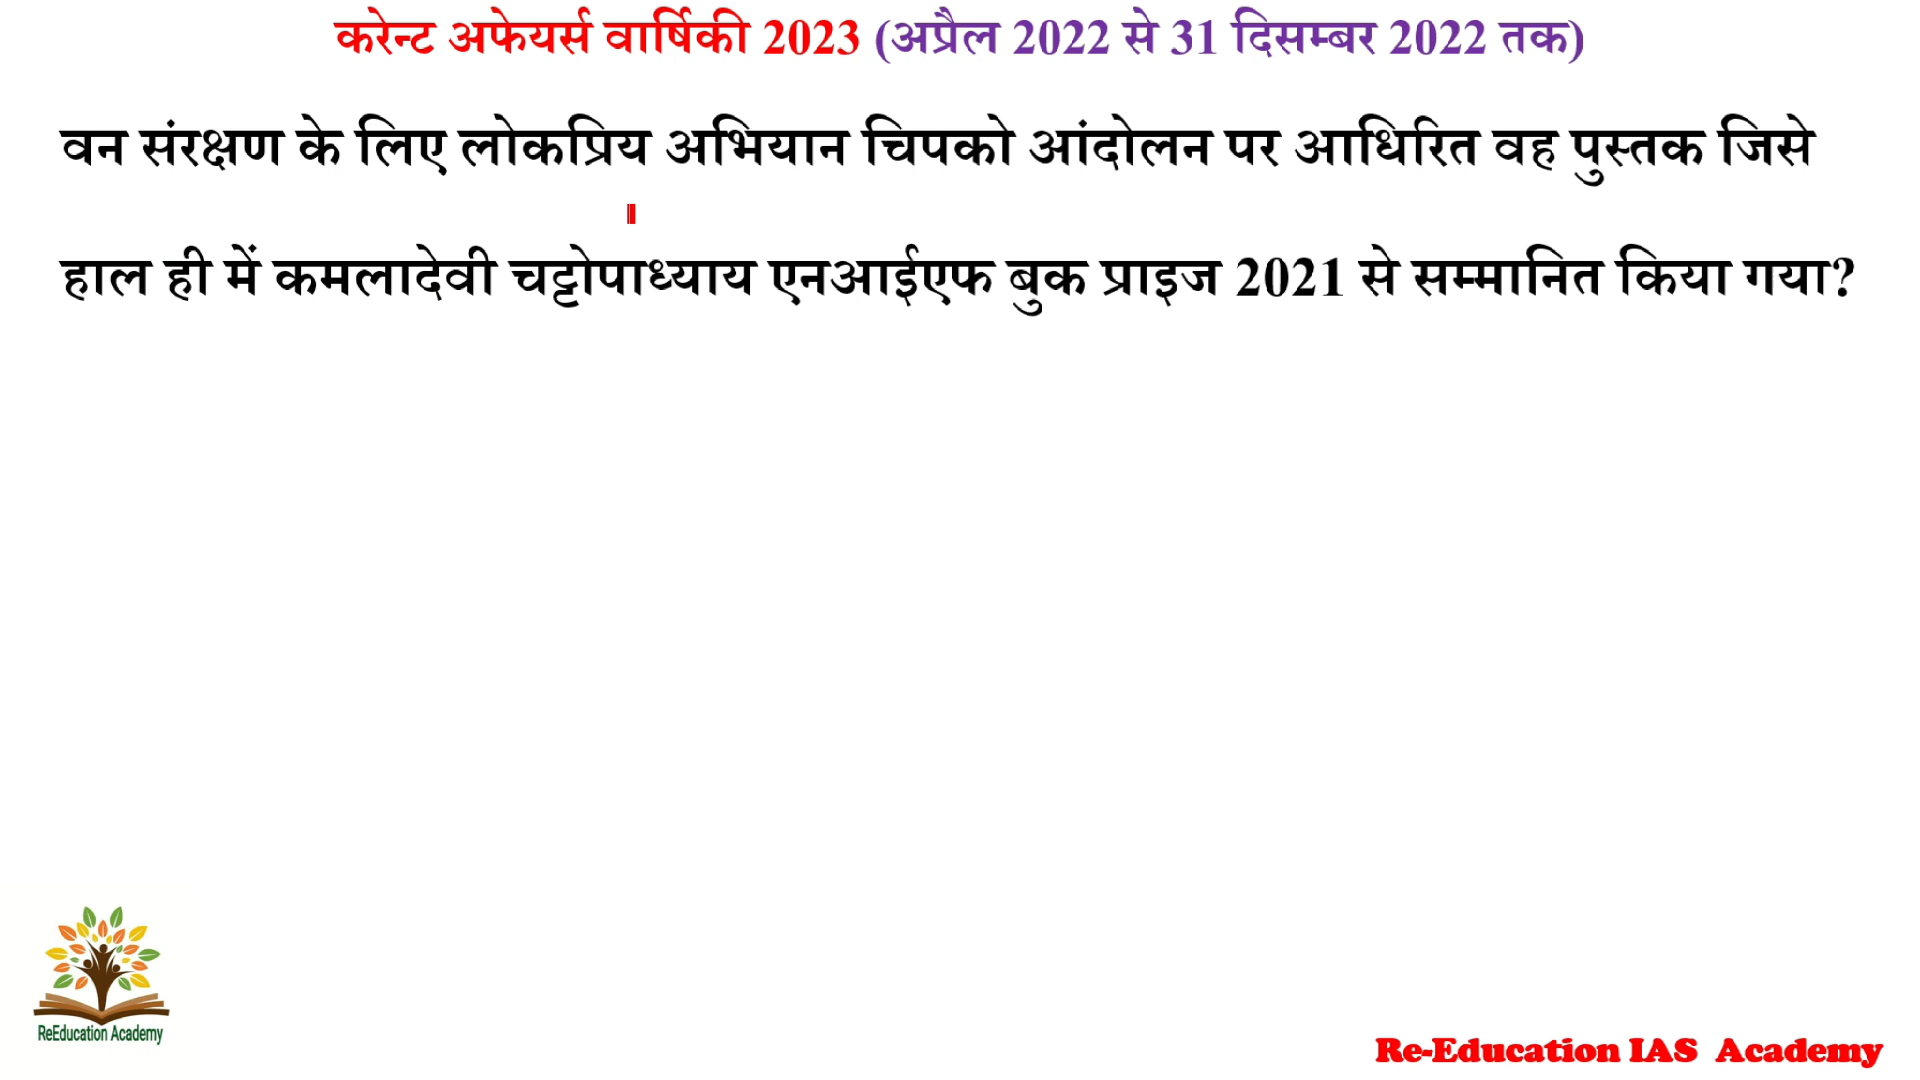 करेन्ट अफेयर्स वार्षिकी 2023 (अप्रैल 2022 से 31 दिसम्बर 2022 तक)
वन संरक्षण के लिए लोकप्रिय अभियान चिपको आंदोलन पर आधिरित वह पुस्तक जिसे
हाल ही में कमलादेवी चट्टोपाध्याय एनआईएफ बुक प्राइज 2021 से सम्मानित किया गया?
ReEducation Academy
Re-Education IAS Academy